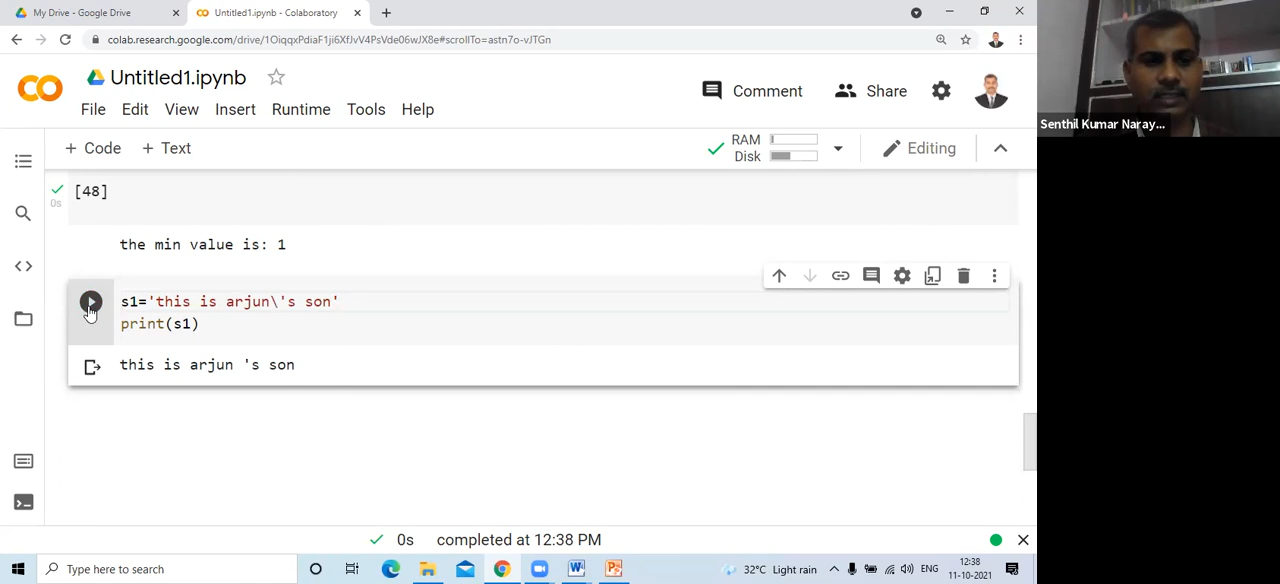 My Drive - Google Drive
Untitled1.ipynb - Colaboratory
colab.research.google.com/drive/1OiqqxPdiaF1ji6XfJvV4PsVde06wJX8e#scrollTo=astn7o-vJTGn
Untitled1.ipynb
File Edit View Insert Runtime Tools Help
Comment
Share
Senthil Kumar Naray...
+ Code + Text
RAM
Disk
Editing
[48]
0s
the min value is: 1
s1='this is arjun\'s son'
print(s1)
this is arjun 's son
0s completed at 12:38 PM
Type here to search
32°C Light rain
ENG
12:38
11-10-2021